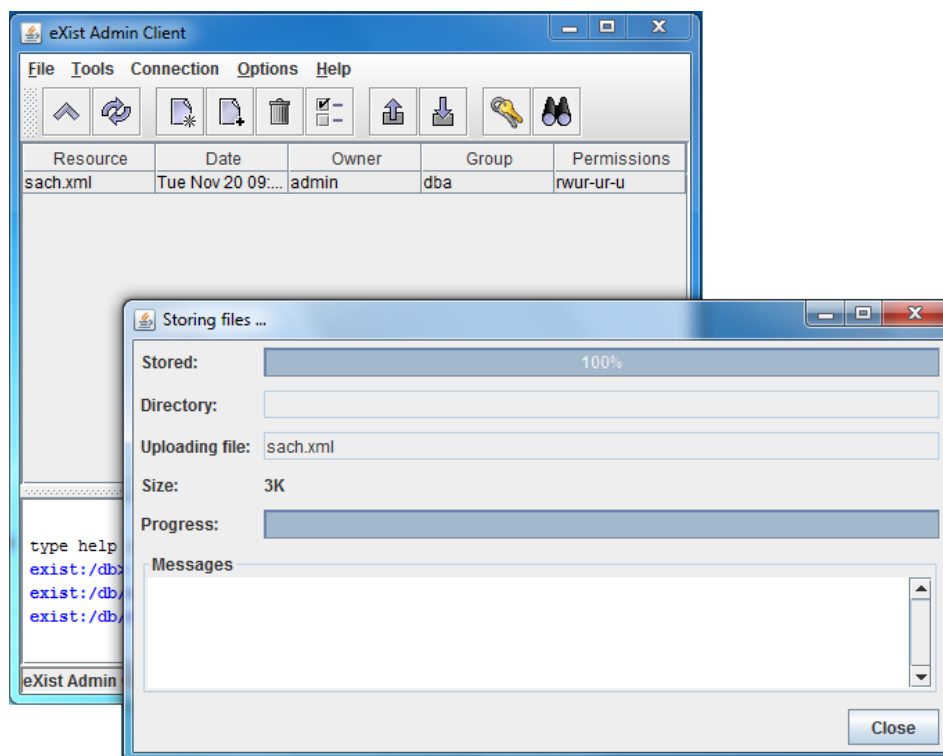 eXist Admin Client
File Tools Connection Options Help
Resource Date Owner Group Permissions
sach.xml Tue Nov 20 09:... admin dba rwur-ur-u
Storing files ...
Stored: 100%
Directory:
Uploading file: sach.xml
Size: 3K
Progress:
Messages
Close
type help
exist:/db>
exist:/db/
exist:/db/
eXist Admin